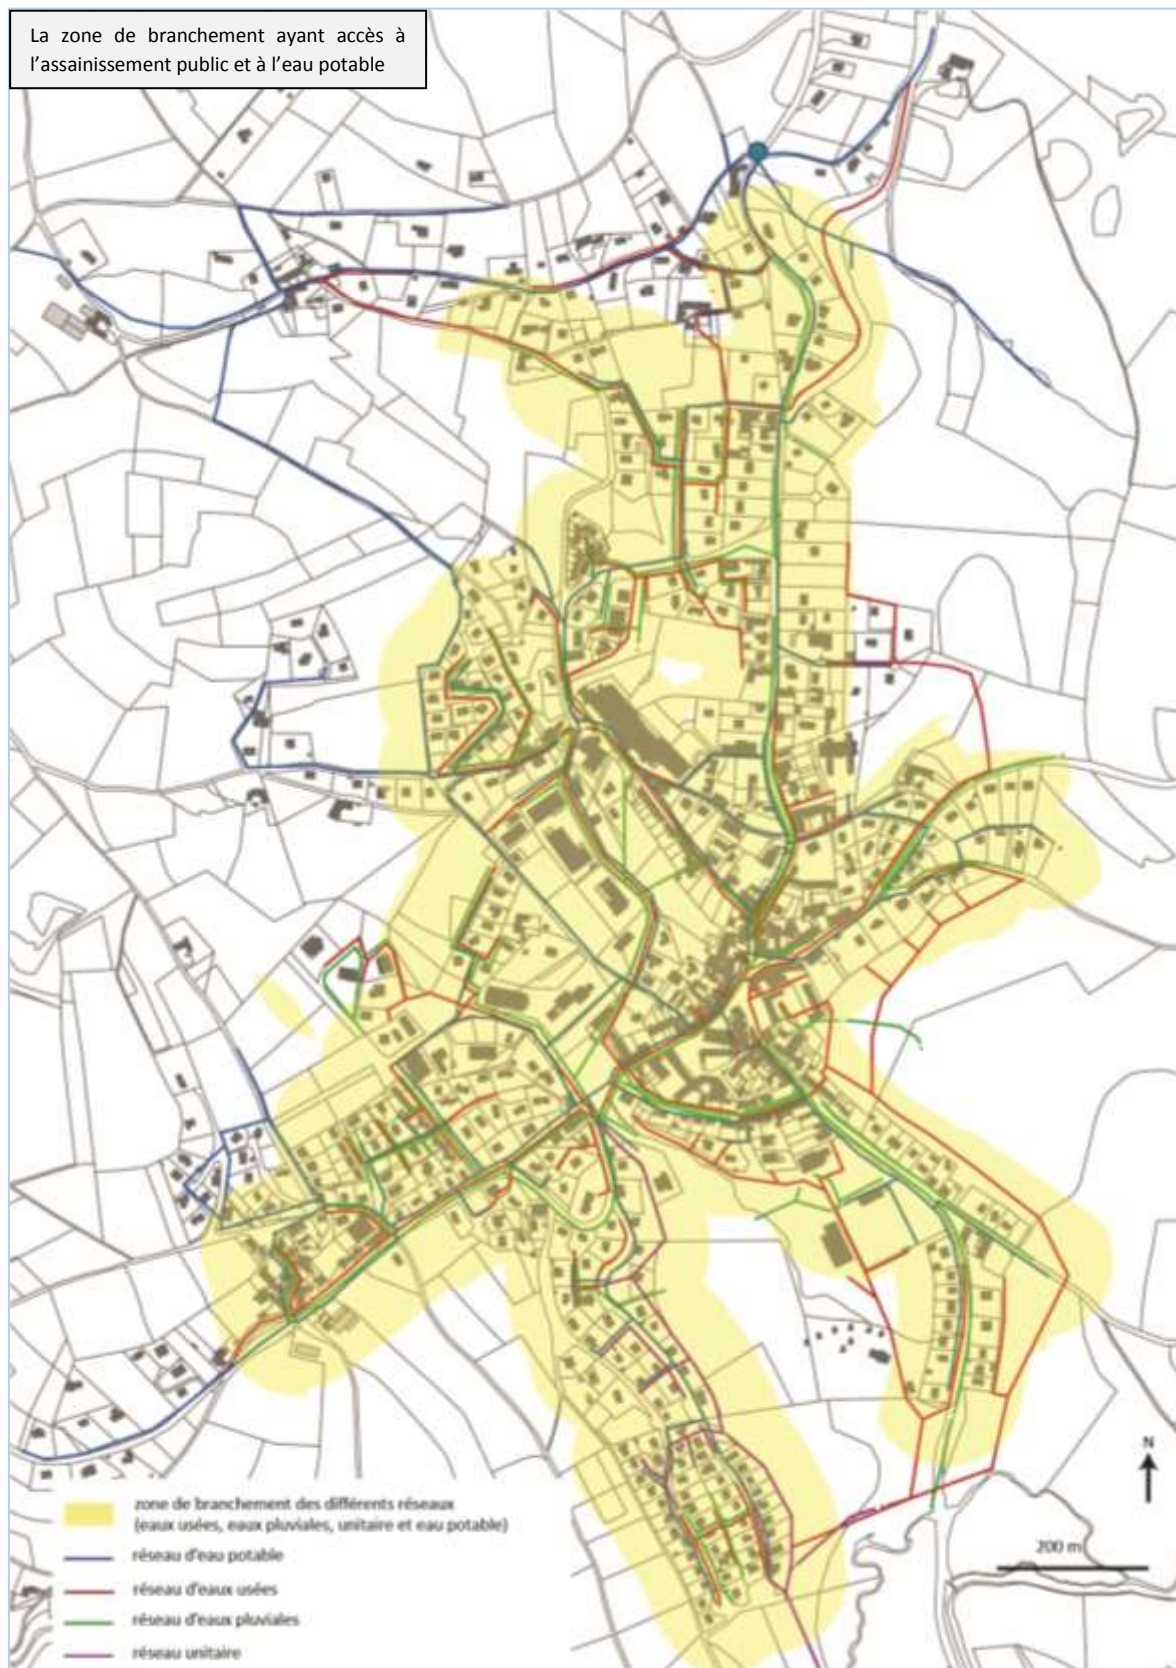 La zone de branchement ayant accès à
l'assainissement public et à l'eau potable
zone de branchement des différents réseaux
(eaux usées, eaux pluviales, unitaire et eau potable)
réseau d'eau potable
réseau d'eaux usées
réseau d'eaux pluviales
réseau unitaire
N
200 m